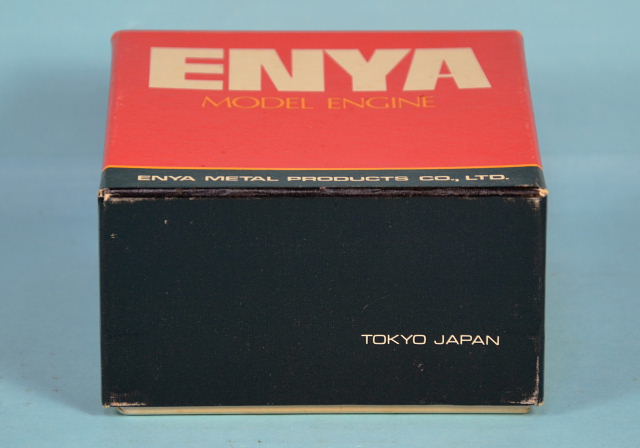 ENYA
MODEL ENGINE
ENYA METAL PRODUCTS CO., LTD.
TOKYO JAPAN